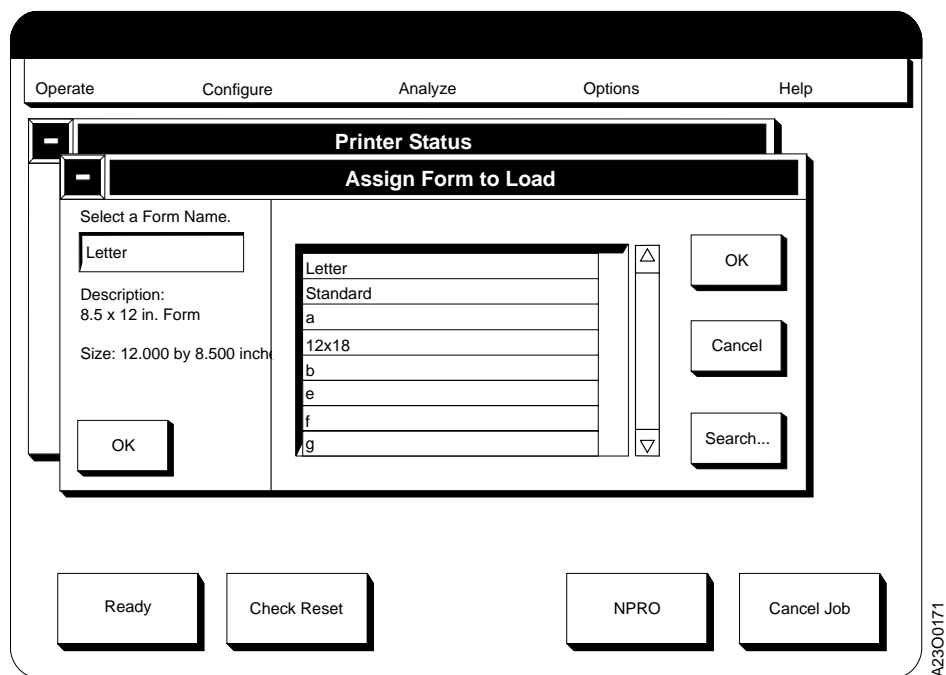 Operate Configure Analyze Options Help
Printer Status
Assign Form to Load
Select a Form Name.
Letter
Description:
8.5 x 12 in. Form
Size: 12.000 by 8.500 inche
OK
Letter
Standard
a
12x18
b
e
f
g
OK
Cancel
Search...
Ready Check Reset NPRO Cancel Job
A23O0171